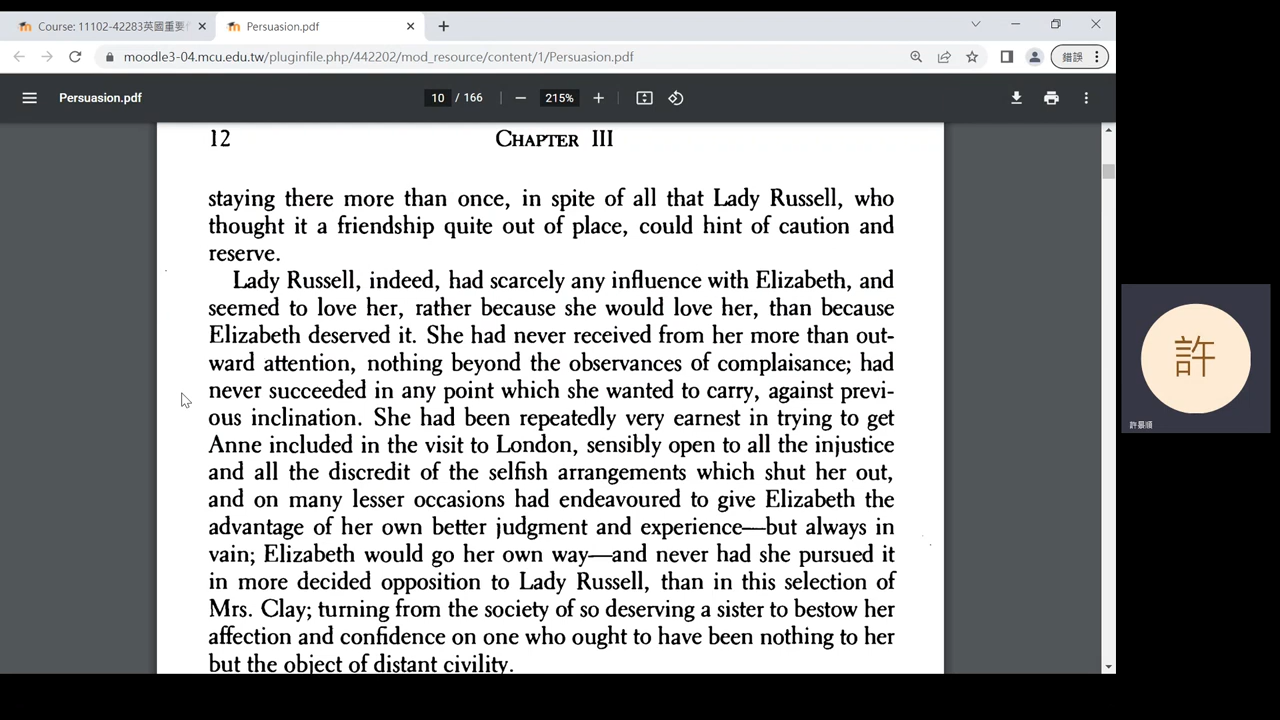 Course: 11102-42283英國重要
Persuasion.pdf
moodle3-04.mcu.edu.tw/pluginfile.php/442202/mod_resource/content/1/Persuasion.pdf
錯誤
Persuasion.pdf
10 / 166
215%
12 CHAPTER III
staying there more than once, in spite of all that Lady Russell, who
thought it a friendship quite out of place, could hint of caution and
reserve.
Lady Russell, indeed, had scarcely any influence with Elizabeth, and
seemed to love her, rather because she would love her, than because
Elizabeth deserved it. She had never received from her more than out-
ward attention, nothing beyond the observances of complaisance; had
never succeeded in any point which she wanted to carry, against previ-
ous inclination. She had been repeatedly very earnest in trying to get
Anne included in the visit to London, sensibly open to all the injustice
and all the discredit of the selfish arrangements which shut her out,
and on many lesser occasions had endeavoured to give Elizabeth the
advantage of her own better judgment and experience—but always in
vain; Elizabeth would go her own way—and never had she pursued it
in more decided opposition to Lady Russell, than in this selection of
Mrs. Clay; turning from the society of so deserving a sister to bestow her
affection and confidence on one who ought to have been nothing to her
but the object of distant civility.
許
許景順